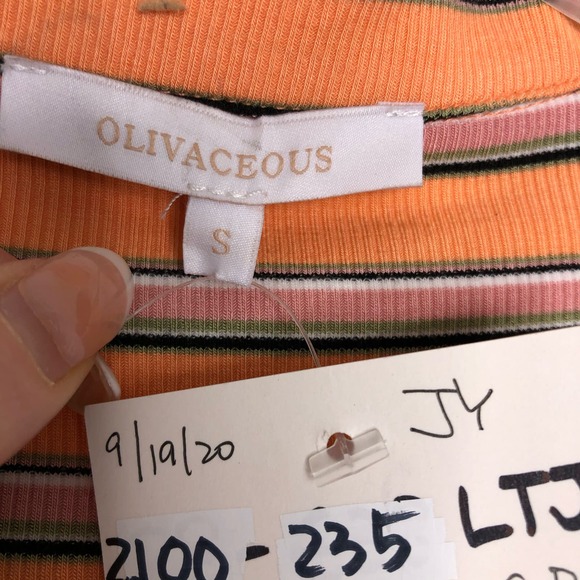 OLIVACEOUS
S
9/19/20
JY
2100-235 LTJ